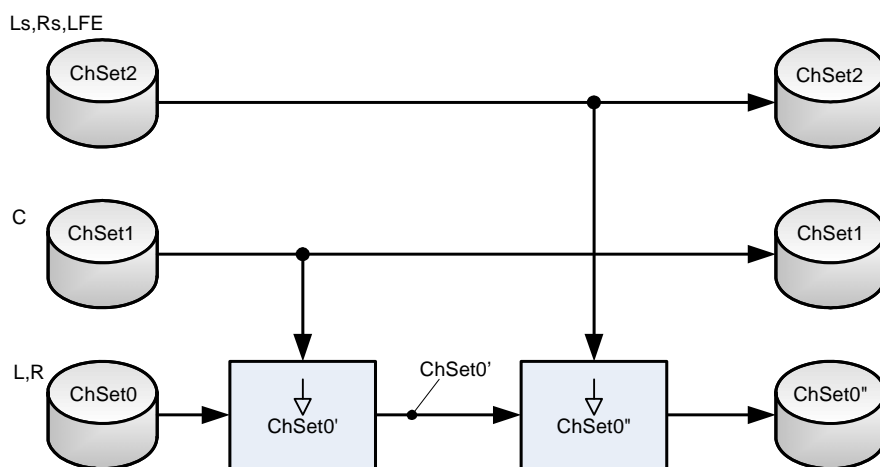 Ls,Rs,LFE
ChSet2
ChSet2
C
ChSet1
ChSet1
L,R
ChSet0
ChSet0'
ChSet0'
ChSet0"
ChSet0"